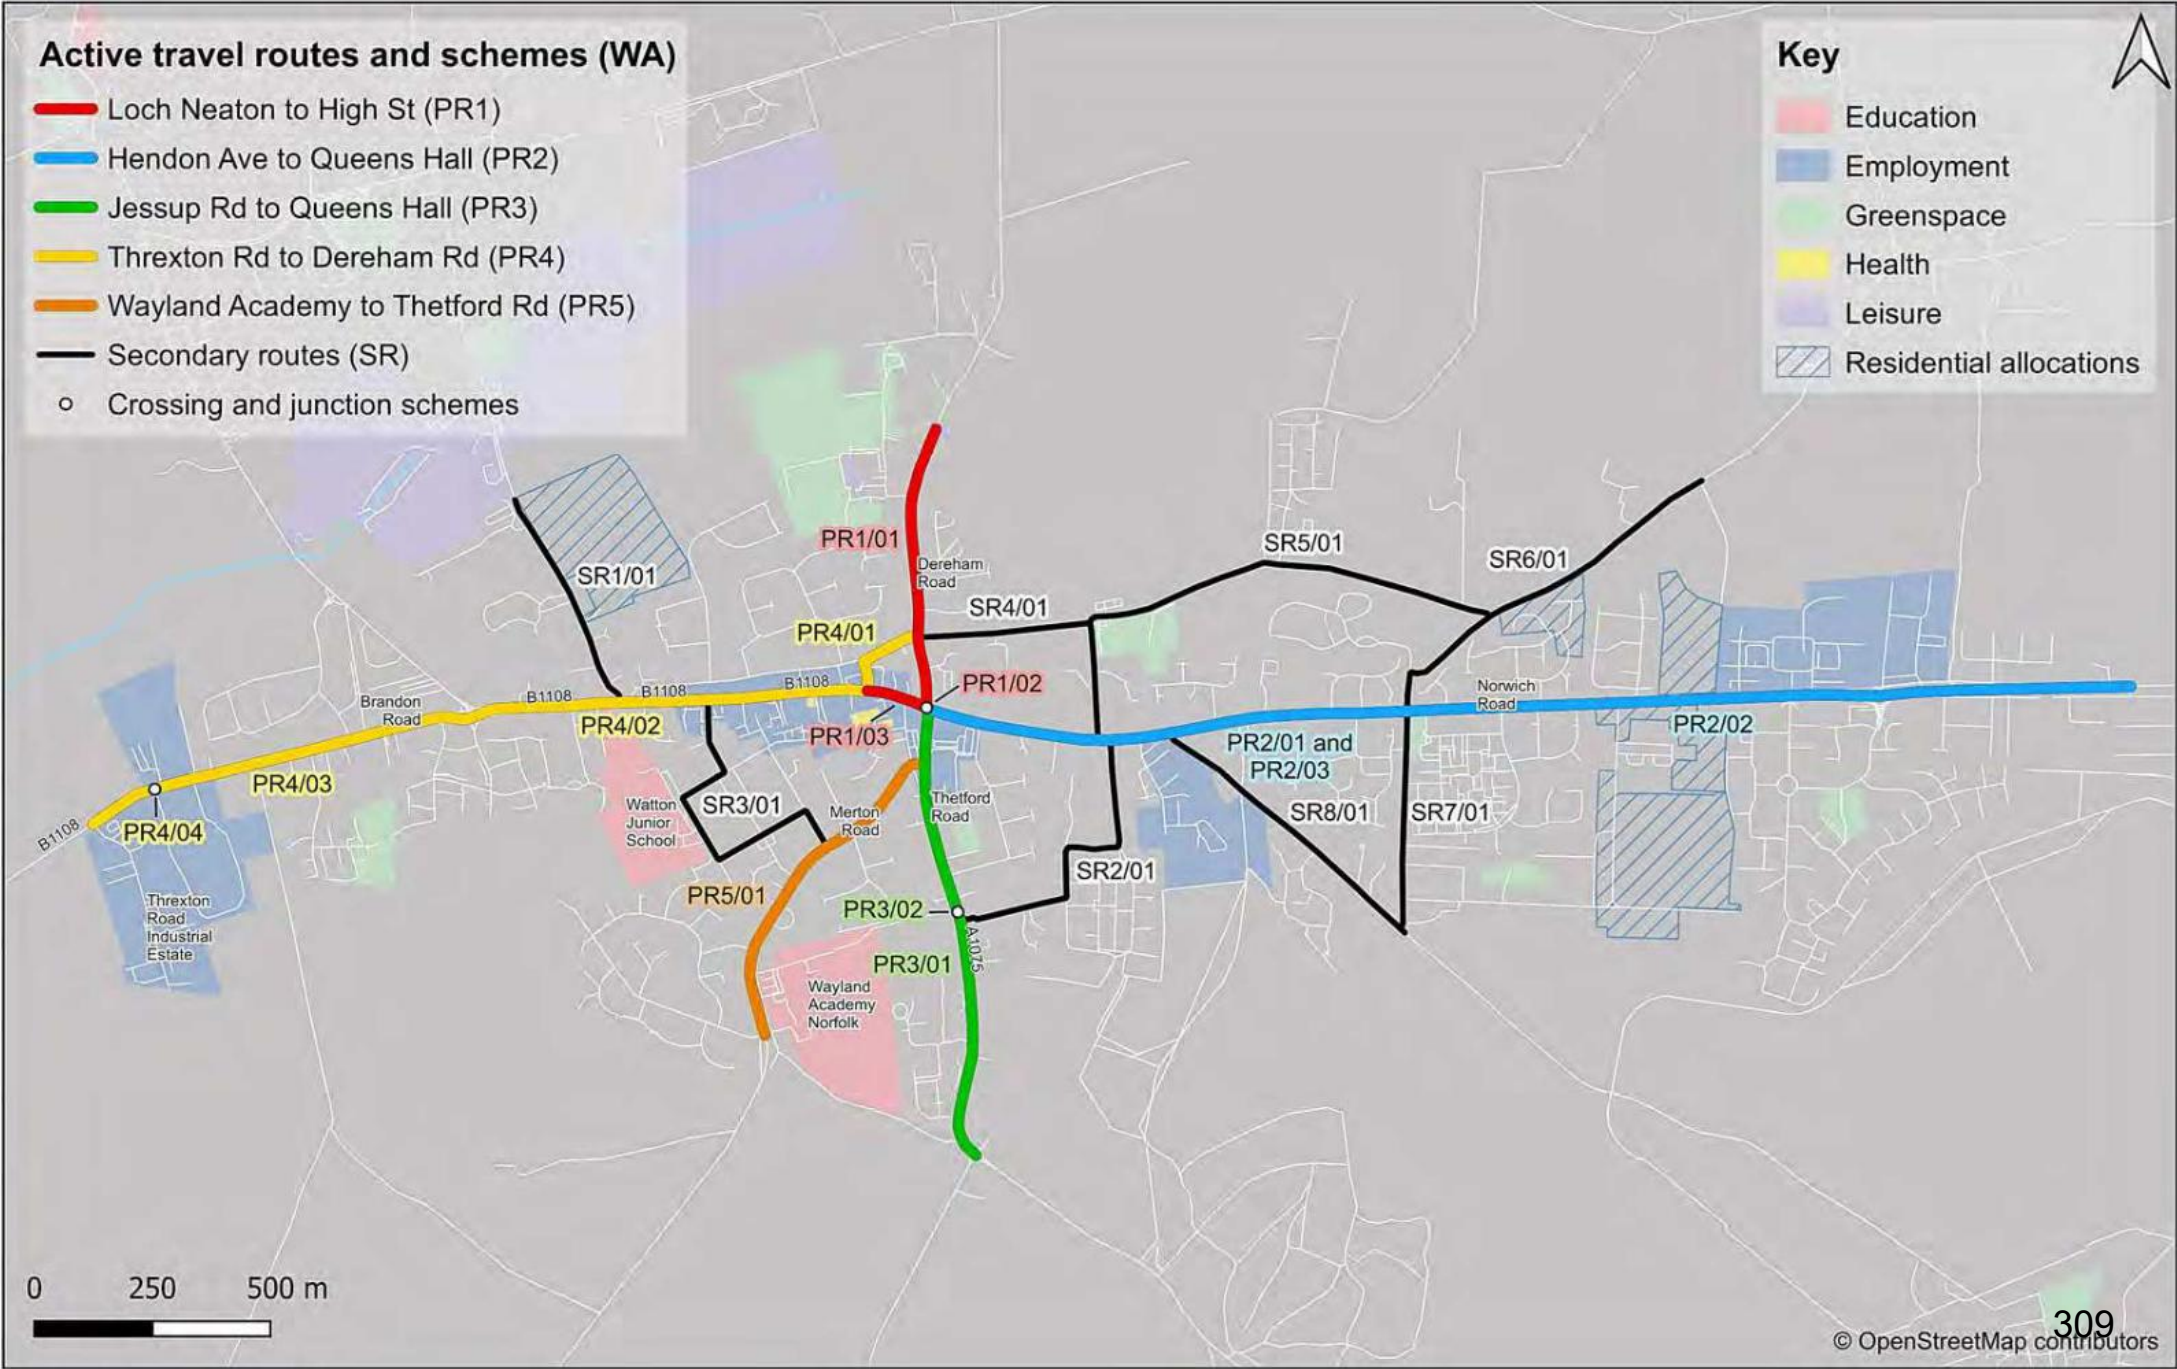 Active travel routes and schemes (WA)
Loch Neaton to High St (PR1)
Hendon Ave to Queens Hall (PR2)
Jessup Rd to Queens Hall (PR3)
Threxton Rd to Dereham Rd (PR4)
Wayland Academy to Thetford Rd (PR5)
Secondary routes (SR)
Crossing and junction schemes
Key
Education
Employment
Greenspace
Health
Leisure
Residential allocations
PR1/01
Dereham
Road
SR5/01
SR6/01
SR1/01
SR4/01
PR4/01
PR1/02
B1108
B1108
B1108
Brandon
Road
PR4/02
PR1/03
Norwich
Road
PR2/02
PR2/01 and
PR2/03
PR4/03
PR4/04
B1108
Watton
Junior
School
SR3/01
Merton
Road
Thetford
Road
SR8/01
SR7/01
SR2/01
PR5/01
PR3/02
A1075
PR3/01
Threxton
Road
Industrial
Estate
Wayland
Academy
Norfolk
0 250 500 m
309
© OpenStreetMap contributors